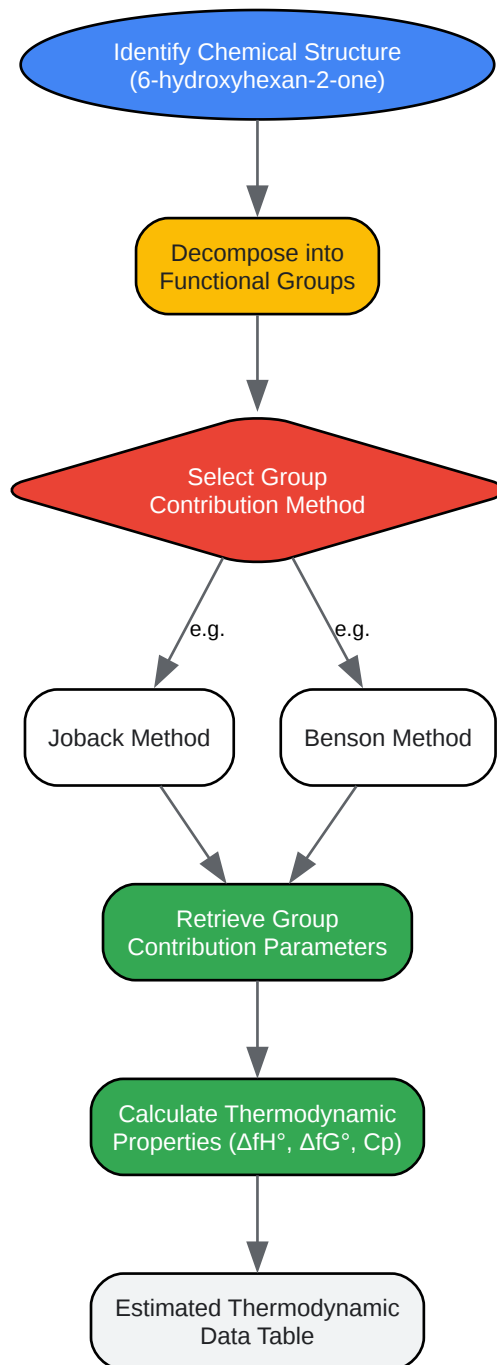 Identify Chemical Structure
(6-hydroxyhexan-2-one)
Decompose into
Functional Groups
Select Group
Contribution Method
e.g.
e.g.
Joback Method
Benson Method
Retrieve Group
Contribution Parameters
Calculate Thermodynamic
Properties (ΔfH°, ΔfG°, Cp)
Estimated Thermodynamic
Data Table